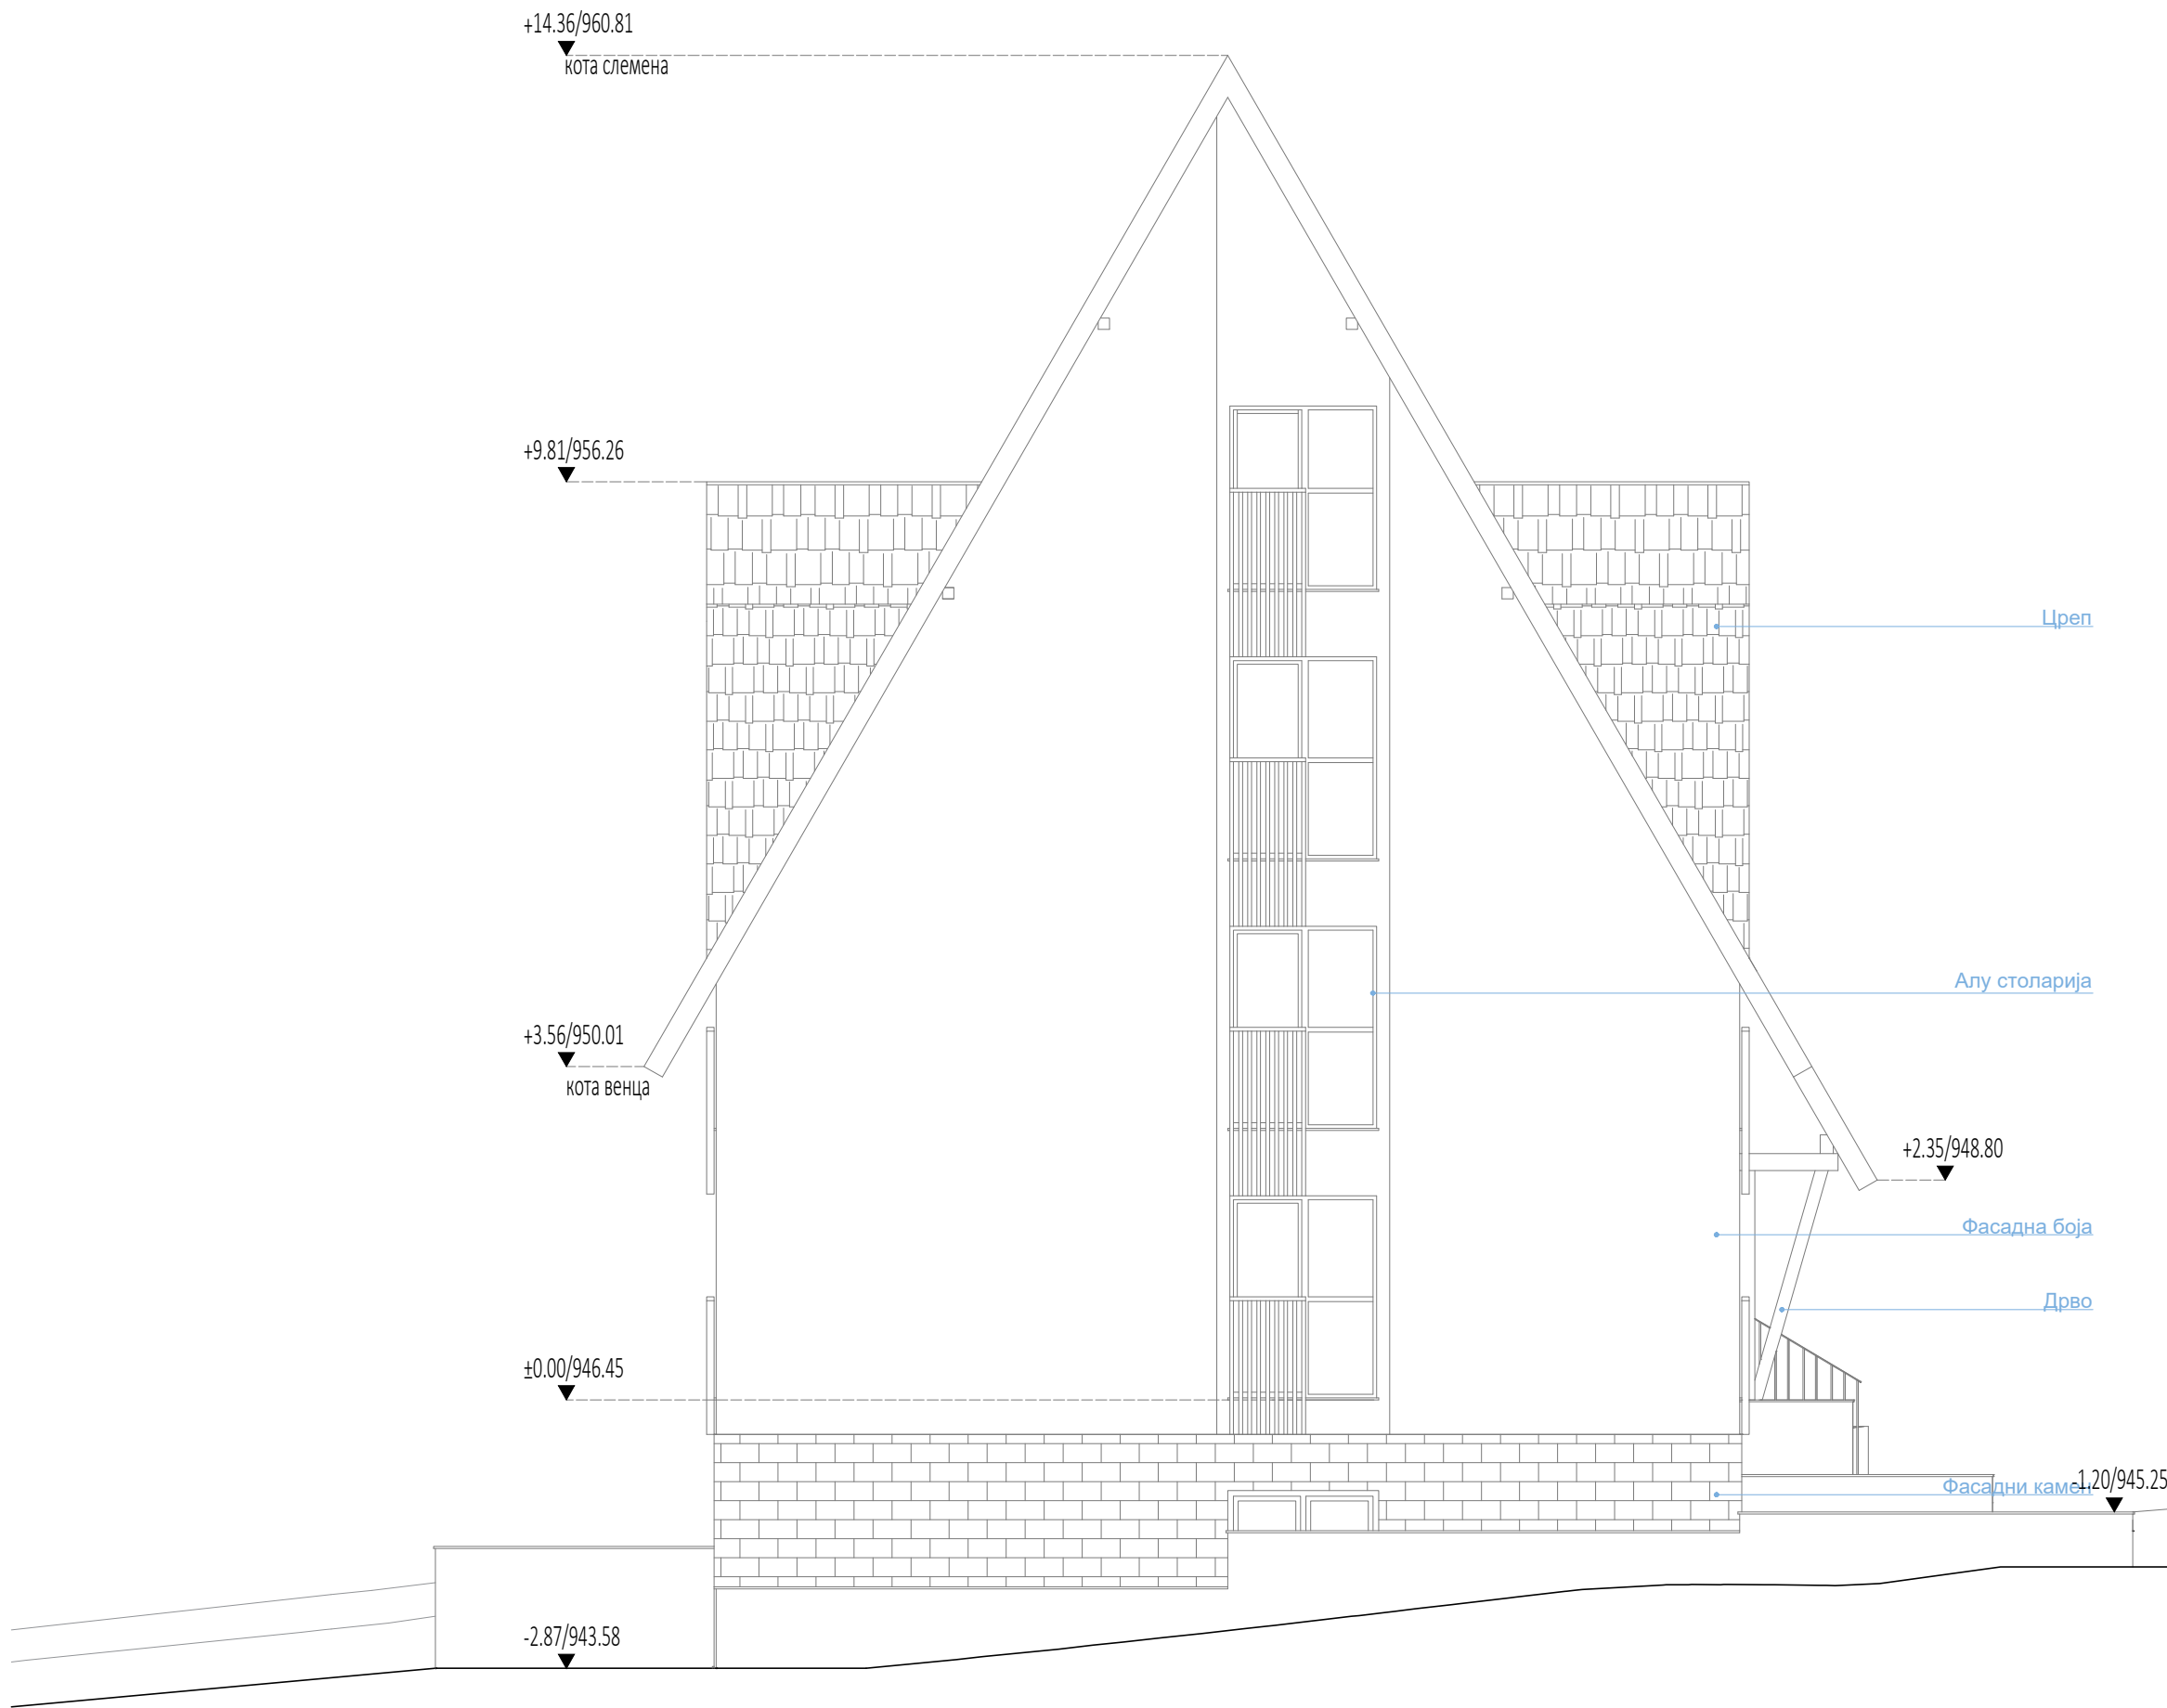 +14.36/960.81
кота слемена
+9.81/956.26
Цреп
Алу столарија
+3.56/950.01
кота венца
+2.35/948.80
Фасадна боја
Дрво
±0.00/946.45
Фасадни камен
-1.20/945.25
-2.87/943.58